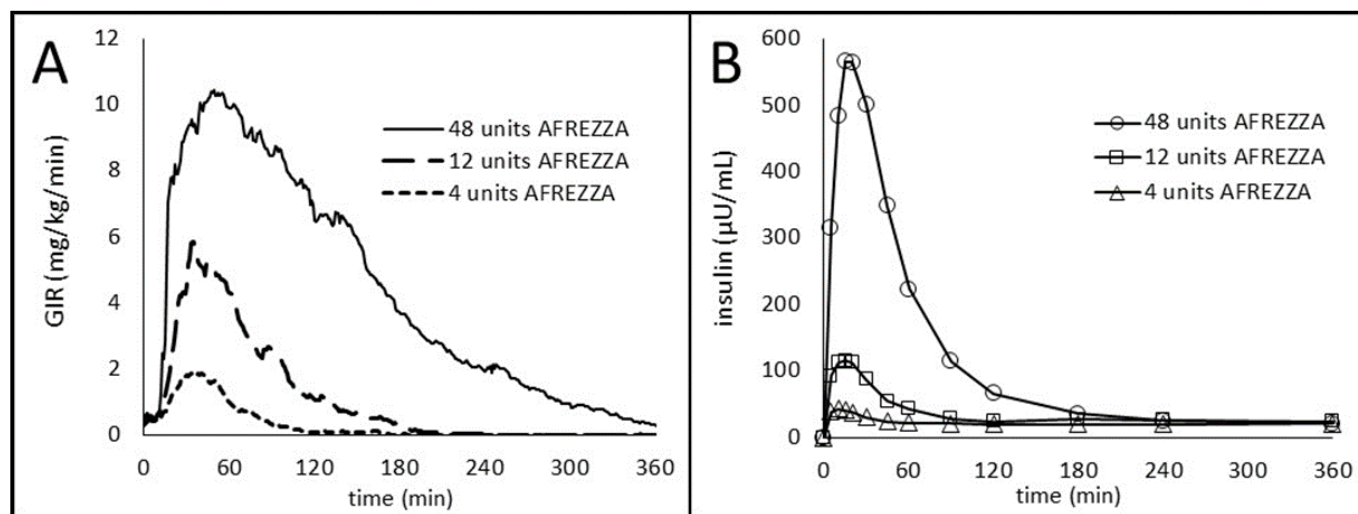 A
12
10
8
6
4
2
0
GIR (mg/kg/min)
48 units AFREZZA
12 units AFREZZA
4 units AFREZZA
0 60 120 180 240 300 360
time (min)
B
600
500
400
300
200
100
0
insulin (µU/mL)
48 units AFREZZA
12 units AFREZZA
4 units AFREZZA
0 60 120 180 240 300 360
time (min)